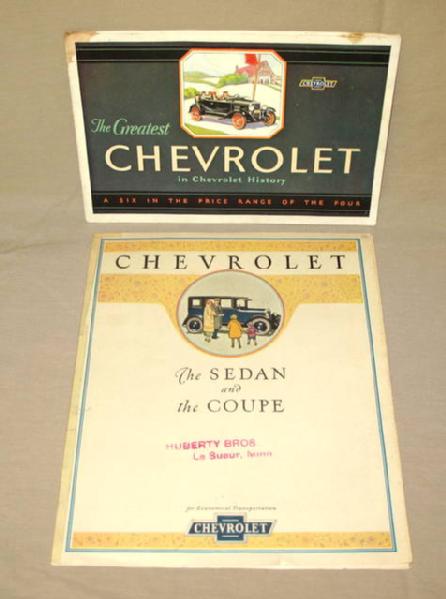 CHEVROLET
The Greatest
CHEVROLET
in Chevrolet History
A SIX IN THE PRICE RANGE OF THE FOUR
CHEVROLET
The SEDAN
and
the COUPE
HUBERTY BROS
Le Sueur, Minn
for Economical Transportation
CHEVROLET